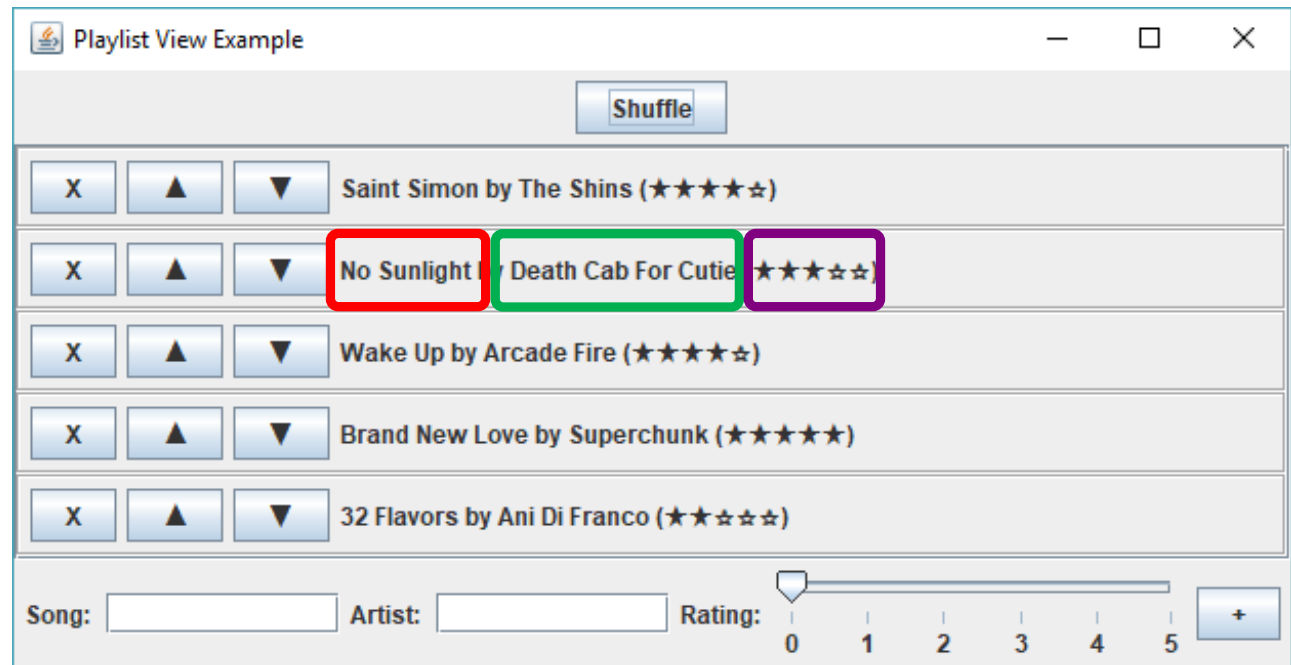 Playlist View Example
Shuffle
X ▲ ▼ Saint Simon by The Shins (★★★★☆)
X ▲ ▼ No Sunlight by Death Cab For Cutie (★★★☆☆)
X ▲ ▼ Wake Up by Arcade Fire (★★★★☆)
X ▲ ▼ Brand New Love by Superchunk (★★★★★)
X ▲ ▼ 32 Flavors by Ani Di Franco (★★☆☆☆)
Song: Artist: Rating: +
0 1 2 3 4 5